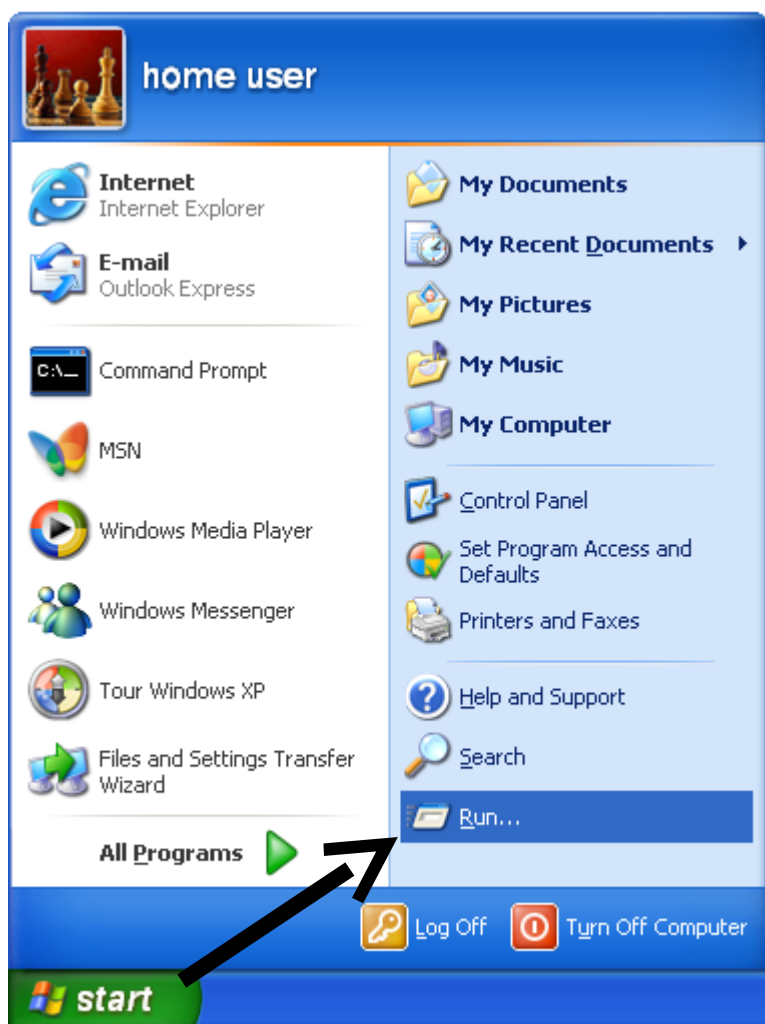 home user
Internet
Internet Explorer
E-mail
Outlook Express
C:\_
Command Prompt
MSN
Windows Media Player
Windows Messenger
Tour Windows XP
Files and Settings Transfer
Wizard
All Programs
My Documents
My Recent Documents
My Pictures
My Music
My Computer
Control Panel
Set Program Access and
Defaults
Printers and Faxes
Help and Support
Search
Run...
Log Off
Turn Off Computer
start